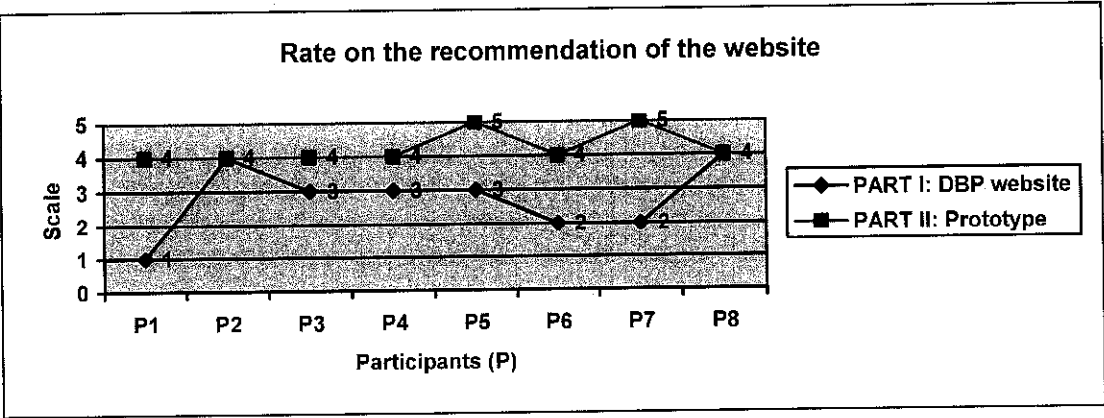 Rate on the recommendation of the website
5
4
3
2
1
0
Scale
4 4 4 4 5 4 5 4
1 3 3 3 2 2
P1 P2 P3 P4 P5 P6 P7 P8
Participants (P)
PART I: DBP website
PART II: Prototype